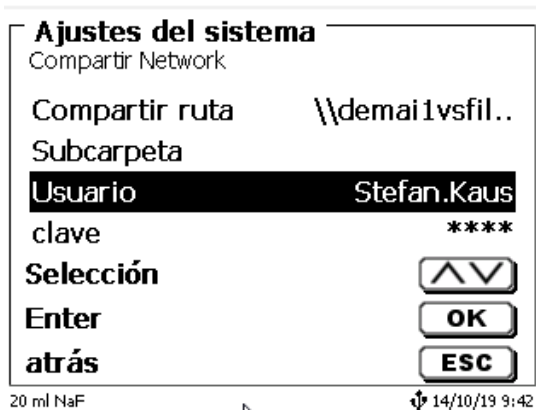 Ajustes del sistema
Compartir Network
Compartir ruta \\demai1vsfil..
Subcarpeta
Usuario Stefan.Kaus
clave ****
Selección
Enter OK
atrás ESC
20 ml NaF 14/10/19 9:42